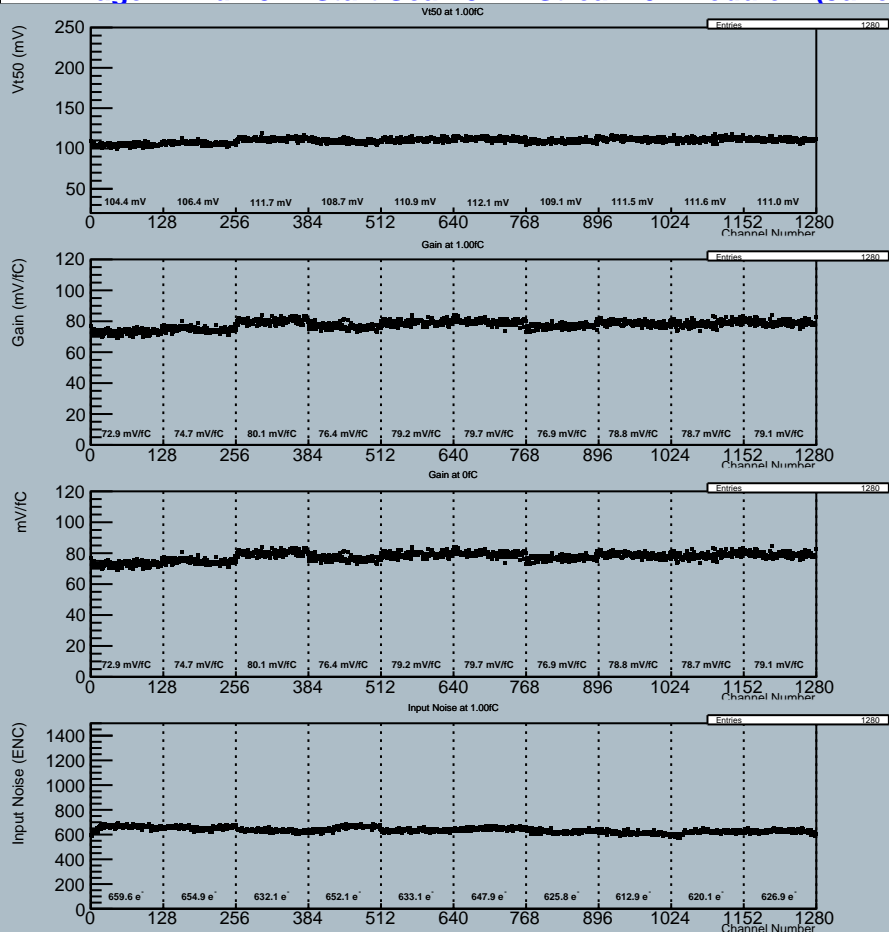 Vt50 at 1.00fC
Entries 1280
Vt50 (mV)
250
200
150
100
50
104.4 mV 106.4 mV 111.7 mV 108.7 mV 110.9 mV 112.1 mV 109.1 mV 111.5 mV 111.6 mV 111.0 mV
0 128 256 384 512 640 768 896 1024 1152 1280
Channel Number
Gain at 1.00fC
Entries 1280
Gain (mV/fC)
120
100
80
60
40
20
0
72.9 mV/fC 74.7 mV/fC 80.1 mV/fC 76.4 mV/fC 79.2 mV/fC 79.7 mV/fC 76.9 mV/fC 78.8 mV/fC 78.7 mV/fC 79.1 mV/fC
0 128 256 384 512 640 768 896 1024 1152 1280
Channel Number
Gain at 0fC
Entries 1280
mV/fC
120
100
80
60
40
20
0
72.9 mV/fC 74.7 mV/fC 80.1 mV/fC 76.4 mV/fC 79.2 mV/fC 79.7 mV/fC 76.9 mV/fC 78.8 mV/fC 78.7 mV/fC 79.1 mV/fC
0 128 256 384 512 640 768 896 1024 1152 1280
Channel Number
Input Noise at 1.00fC
Entries 1280
Input Noise (ENC)
1400
1200
1000
800
600
400
200
0
659.6 e⁻ 654.9 e⁻ 632.1 e⁻ 652.1 e⁻ 633.1 e⁻ 647.9 e⁻ 625.8 e⁻ 612.9 e⁻ 620.1 e⁻ 626.9 e⁻
0 128 256 384 512 640 768 896 1024 1152 1280
Channel Number